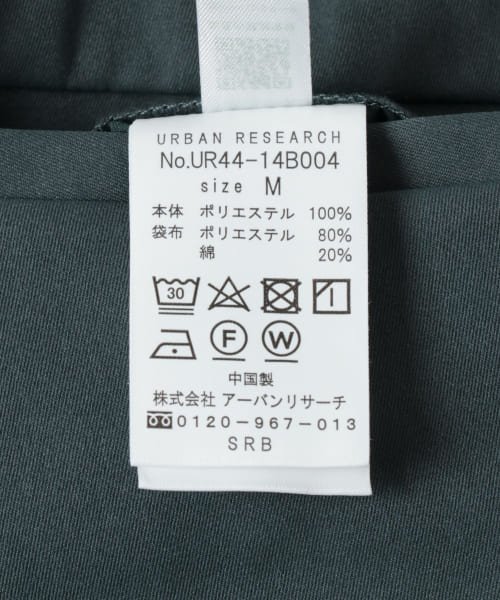 URBAN RESEARCH
No.UR44-14B004
size M
本体 ポリエステル 100%
袋布 ポリエステル 80%
綿 20%
30
F W
中国製
株式会社 アーバンリサーチ
0120-967-013
SRB